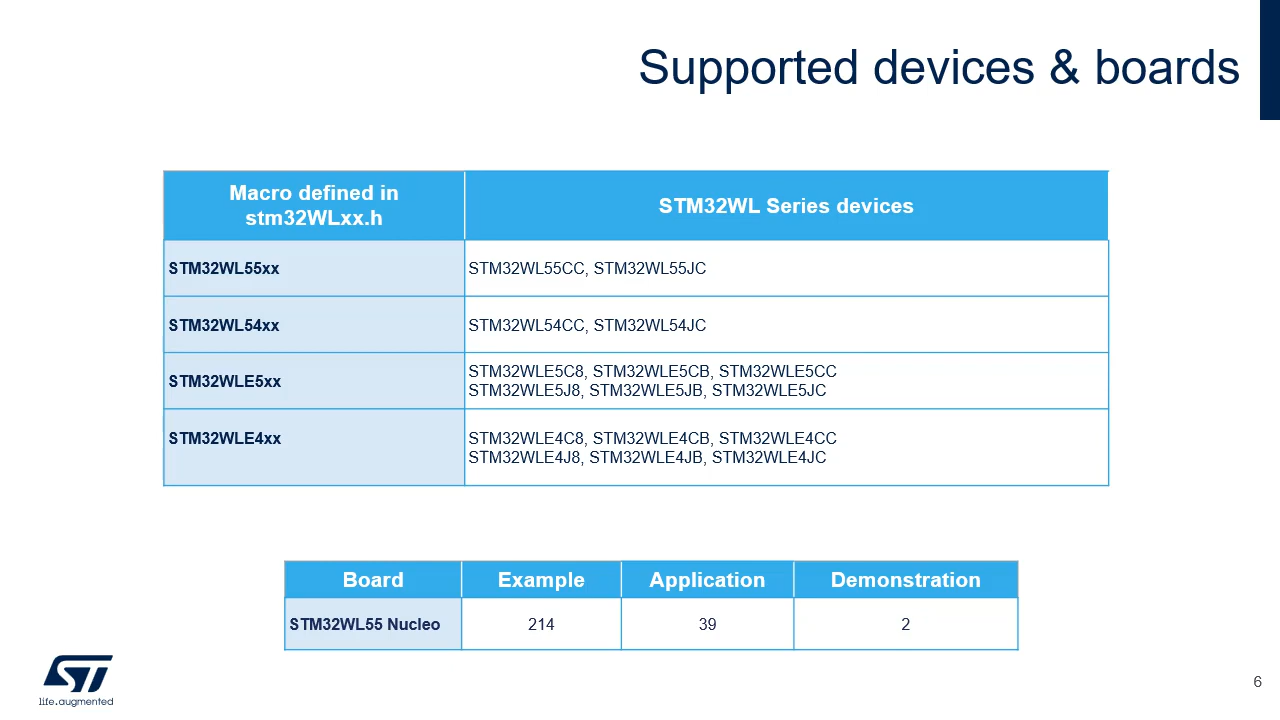 Supported devices & boards
Macro defined in
stm32WLxx.h
STM32WL Series devices
STM32WL55xx
STM32WL55CC, STM32WL55JC
STM32WL54xx
STM32WL54CC, STM32WL54JC
STM32WLE5xx
STM32WLE5C8, STM32WLE5CB, STM32WLE5CC
STM32WLE5J8, STM32WLE5JB, STM32WLE5JC
STM32WLE4xx
STM32WLE4C8, STM32WLE4CB, STM32WLE4CC
STM32WLE4J8, STM32WLE4JB, STM32WLE4JC
Board Example Application Demonstration
STM32WL55 Nucleo 214 39 2
ST
life.augmented
6